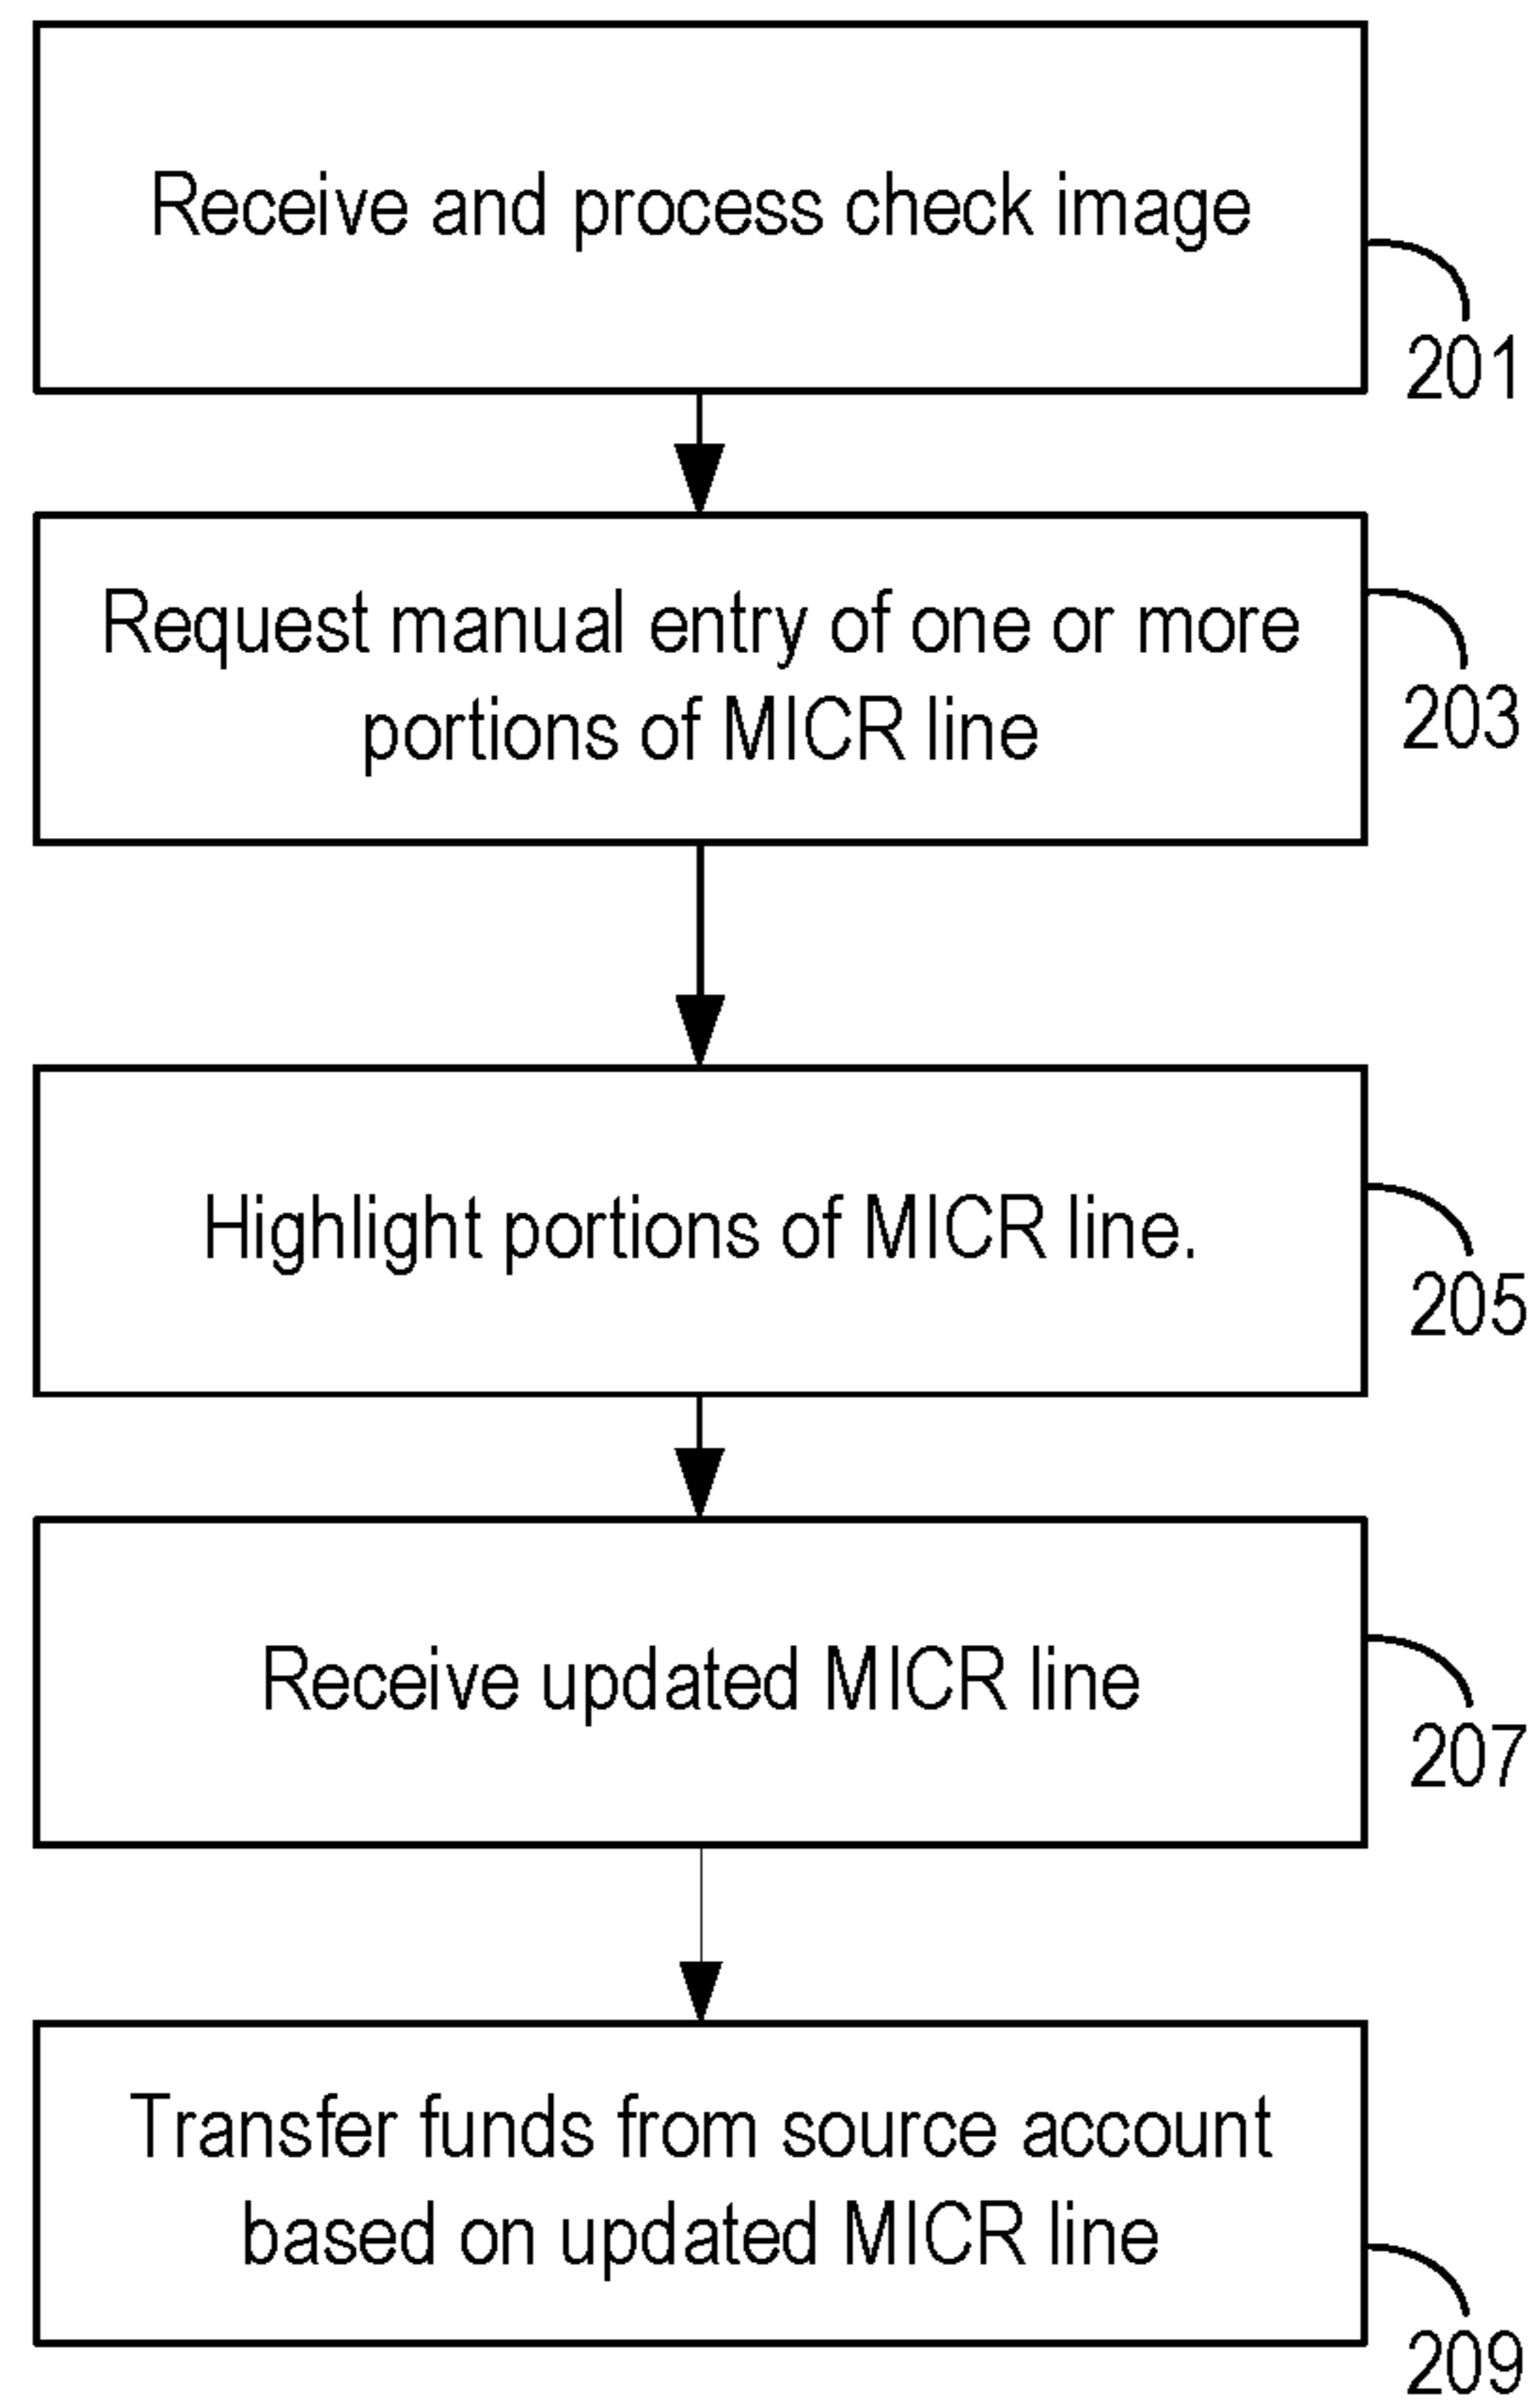 Receive and process check image
201
Request manual entry of one or more
portions of MICR line
203
Highlight portions of MICR line.
205
Receive updated MICR line
207
Transfer funds from source account
based on updated MICR line
209